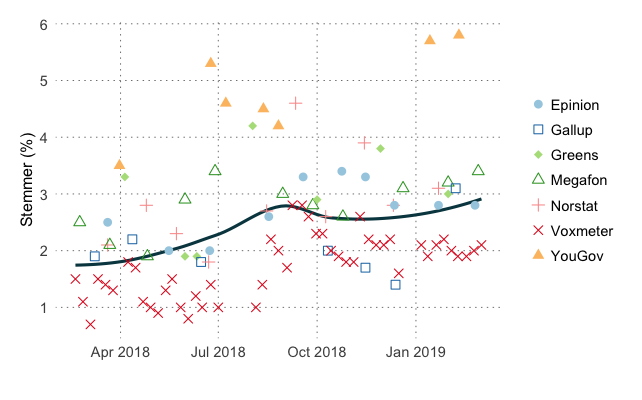 6
5
4
3
2
1
Stemmer (%)
Apr 2018 Jul 2018 Oct 2018 Jan 2019
Epinion
Gallup
Greens
Megafon
Norstat
Voxmeter
YouGov